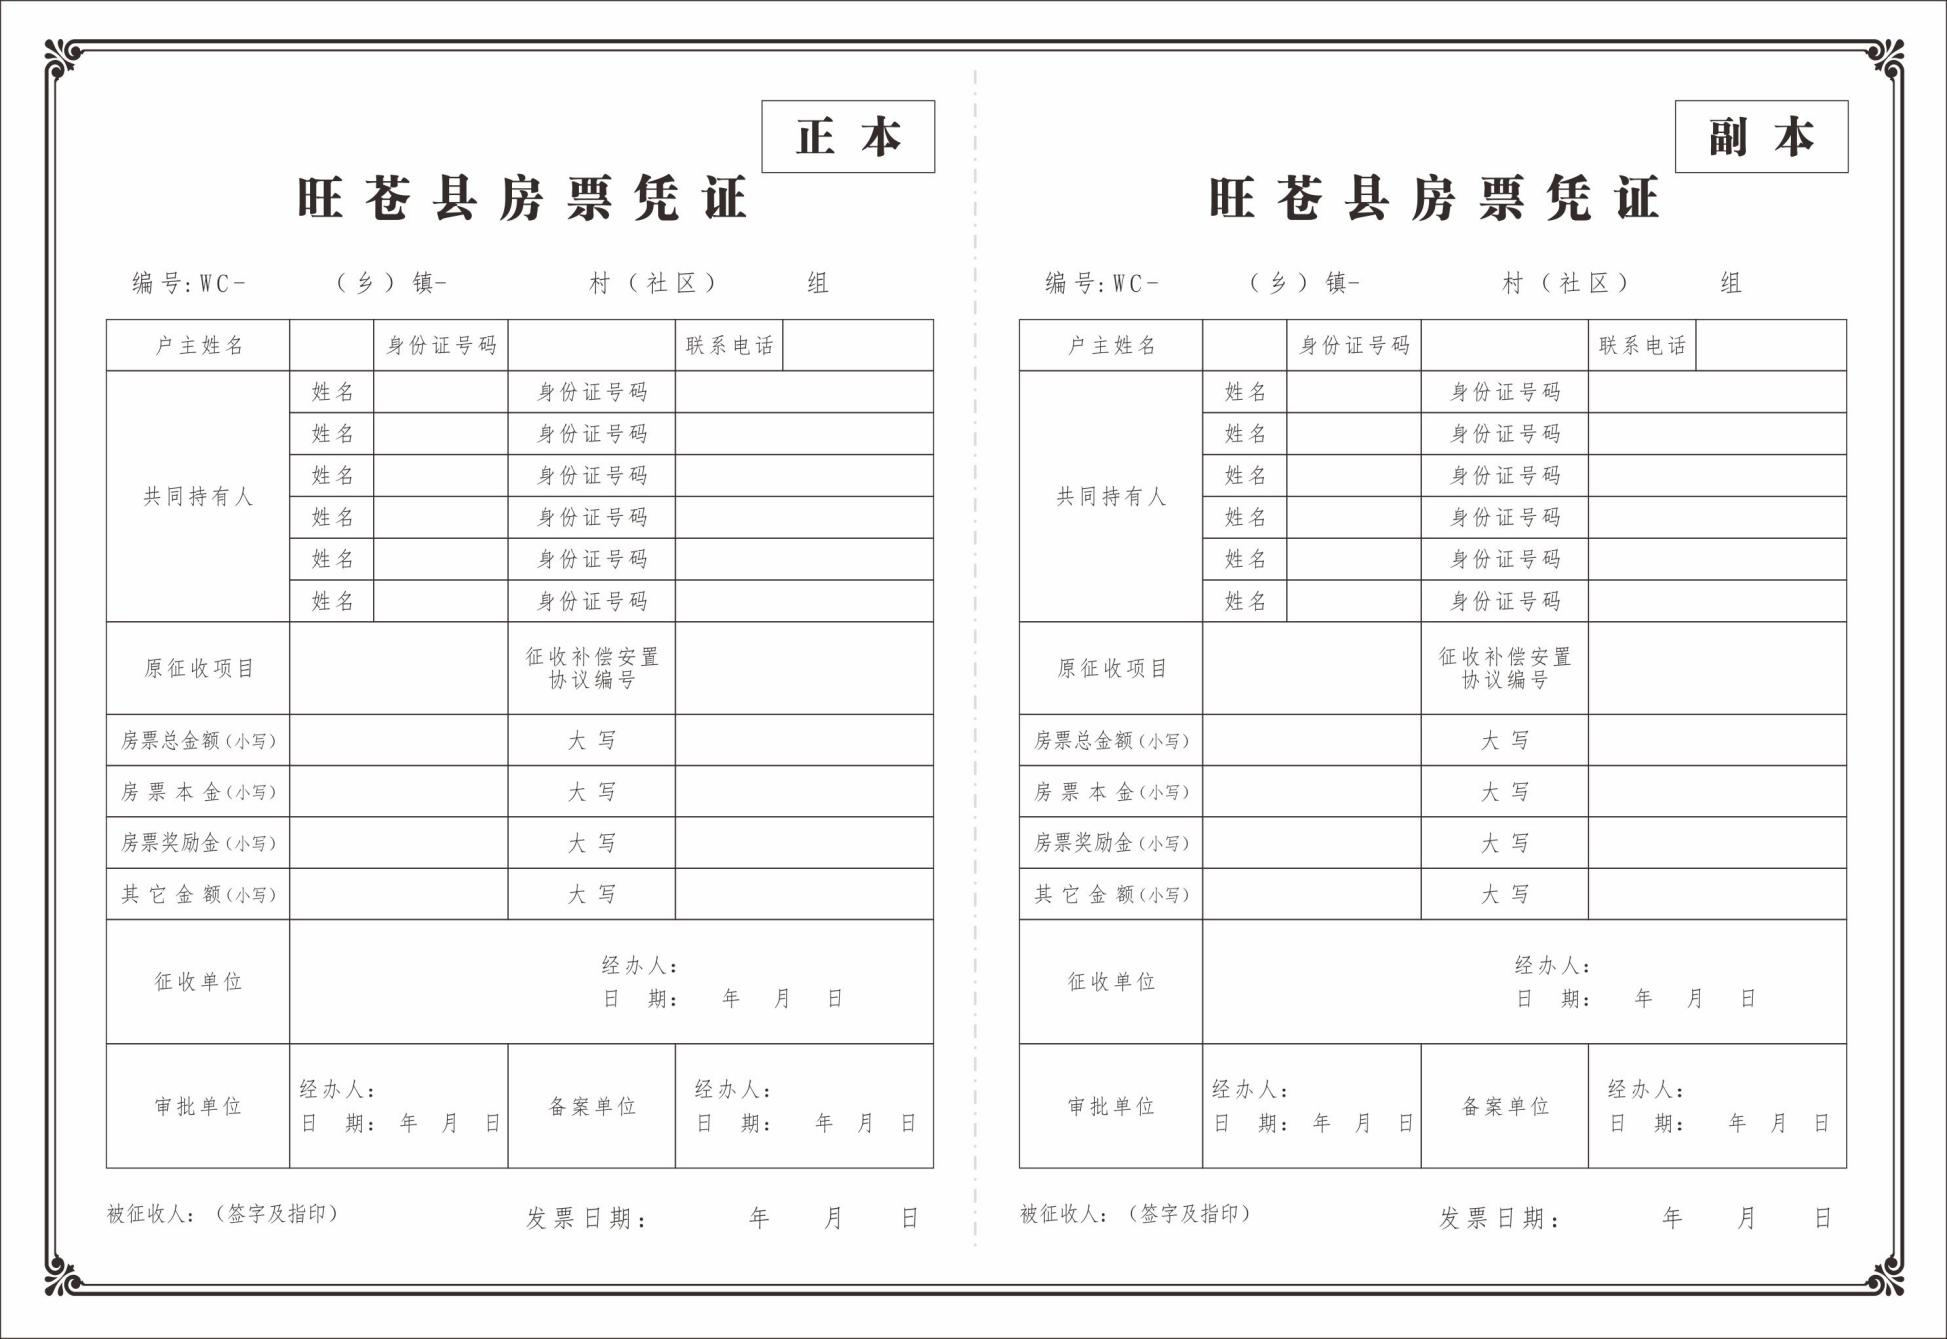 正 本
旺苍县房票凭证
编号:WC- （乡）镇- 村（社区） 组
户主姓名 身份证号码 联系电话
共同持有人
姓名 身份证号码
姓名 身份证号码
姓名 身份证号码
姓名 身份证号码
姓名 身份证号码
姓名 身份证号码
原征收项目 征收补偿安置
协议编号
房票总金额(小写) 大 写
房票本金(小写) 大 写
房票奖励金(小写) 大 写
其它金额(小写) 大 写
征收单位
经办人：
日 期： 年 月 日
审批单位
经办人：
日 期： 年 月 日
备案单位
经办人：
日 期： 年 月 日
被征收人：（签字及指印） 发票日期： 年 月 日
副 本
旺苍县房票凭证
编号:WC- （乡）镇- 村（社区） 组
户主姓名 身份证号码 联系电话
共同持有人
姓名 身份证号码
姓名 身份证号码
姓名 身份证号码
姓名 身份证号码
姓名 身份证号码
姓名 身份证号码
原征收项目 征收补偿安置
协议编号
房票总金额(小写) 大 写
房票本金(小写) 大 写
房票奖励金(小写) 大 写
其它金额(小写) 大 写
征收单位
经办人：
日 期： 年 月 日
审批单位
经办人：
日 期： 年 月 日
备案单位
经办人：
日 期： 年 月 日
被征收人：（签字及指印） 发票日期： 年 月 日